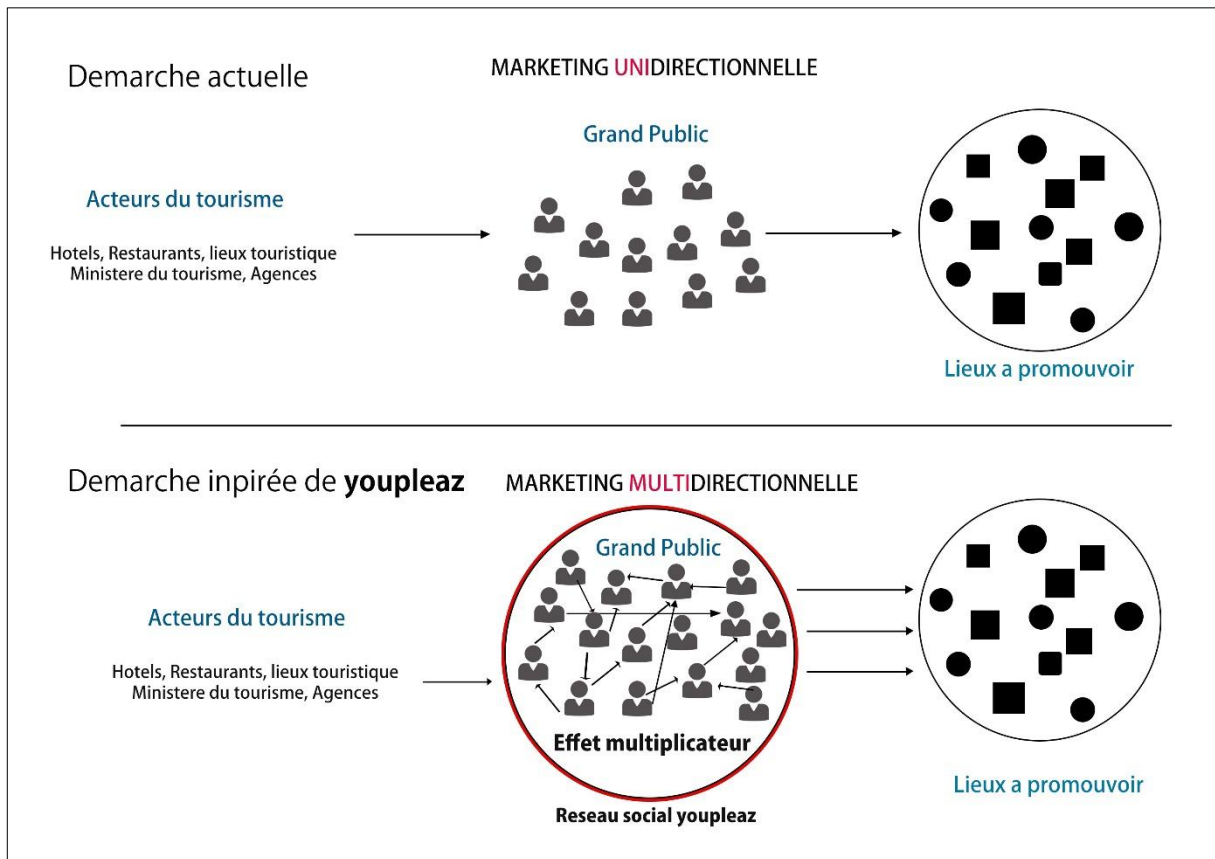 Demarche actuelle
MARKETING UNIDIRECTIONNELLE
Grand Public
Acteurs du tourisme
Hotels, Restaurants, lieux touristique
Ministere du tourisme, Agences
Lieux a promouvoir
Demarche inpirée de youpleaz
MARKETING MULTIDIRECTIONNELLE
Grand Public
Acteurs du tourisme
Hotels, Restaurants, lieux touristique
Ministere du tourisme, Agences
Effet multiplicateur
Reseau social youpleaz
Lieux a promouvoir